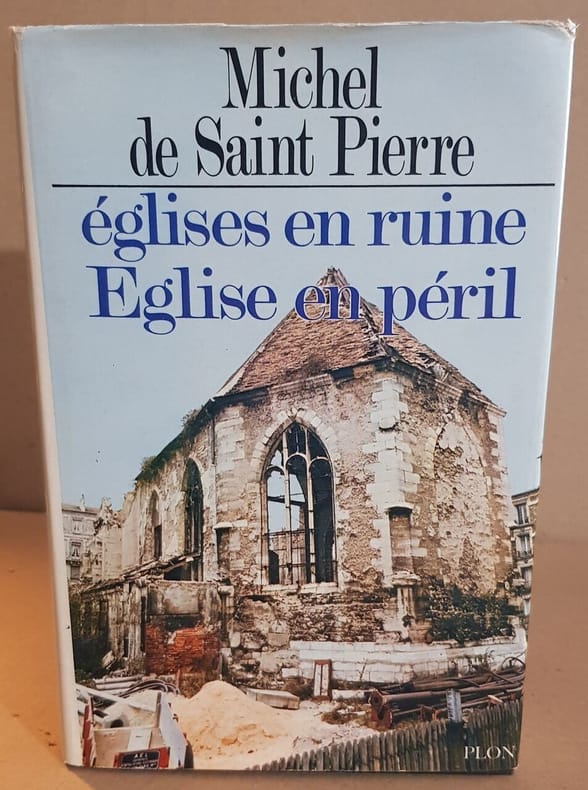 Michel
de Saint Pierre
églises en ruine
Eglise en péril
PLON